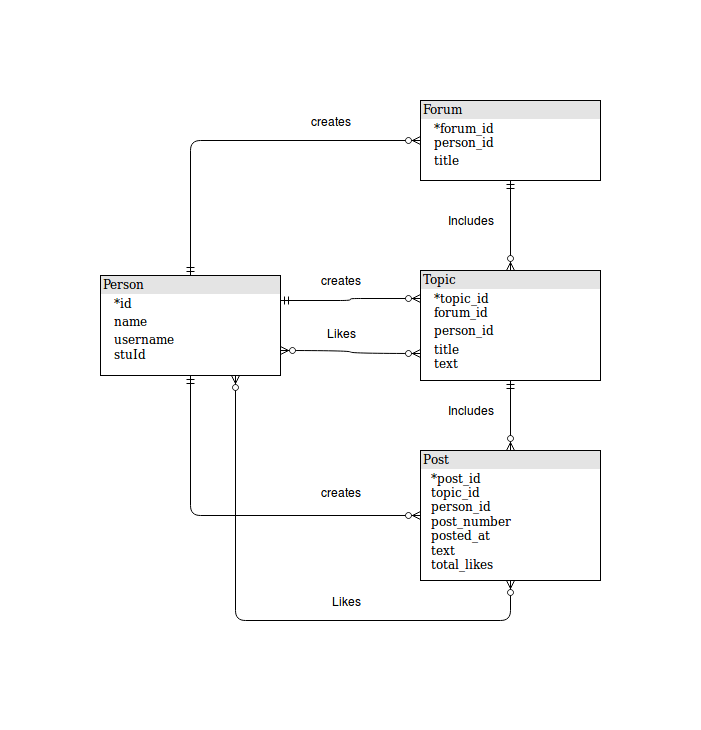 creates
Forum
*forum_id
person_id
title
Includes
Person
*id
name
username
stuId
creates
Likes
Topic
*topic_id
forum_id
person_id
title
text
Includes
creates
Post
*post_id
topic_id
person_id
post_number
posted_at
text
total_likes
Likes